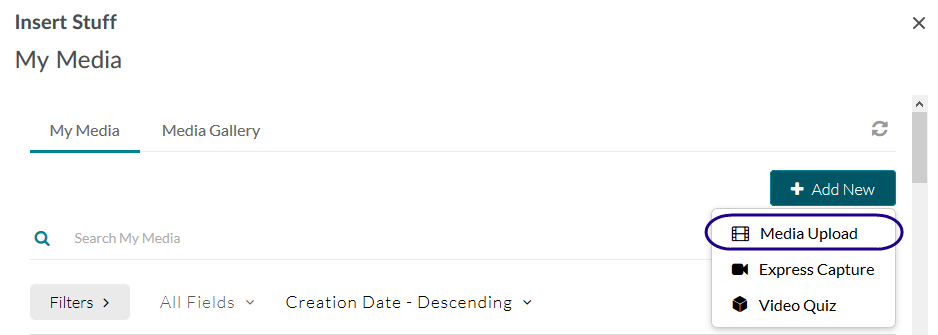 Insert Stuff
My Media
My Media Media Gallery
Add New
Search My Media
Media Upload
Express Capture
Filters All Fields Creation Date - Descending
Video Quiz